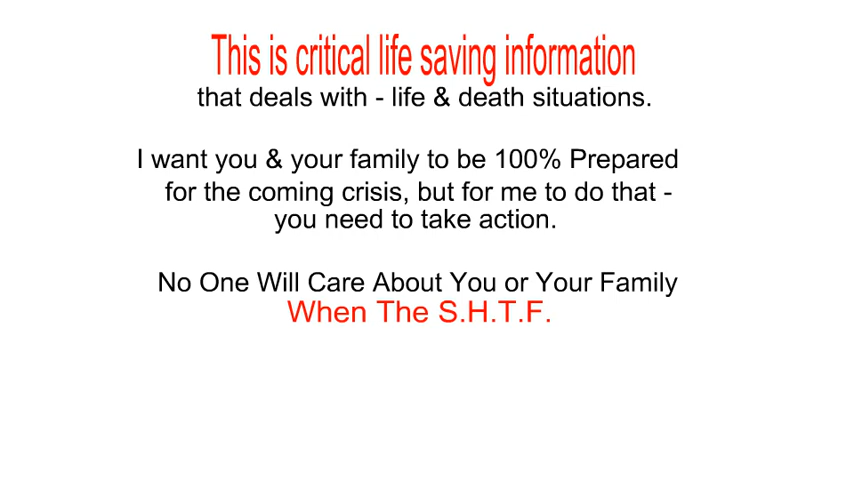 This is critical life saving information
that deals with - life & death situations.
I want you & your family to be 100% Prepared
for the coming crisis, but for me to do that -
you need to take action.
No One Will Care About You or Your Family
When The S.H.T.F.